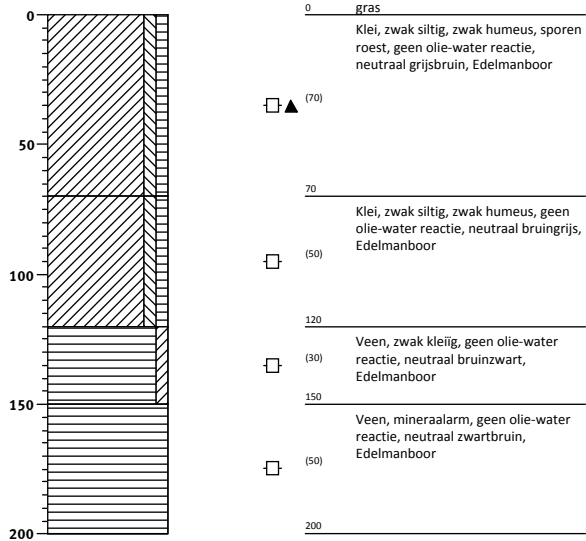 0
50
100
150
200
0 gras
Klei, zwak siltig, zwak humeus, sporen
roest, geen olie-water reactie,
neutraal grijsbruin, Edelmanboor
(70)
70
Klei, zwak siltig, zwak humeus, geen
olie-water reactie, neutraal bruingrijs,
Edelmanboor
(50)
120
Veen, zwak kleiïg, geen olie-water
reactie, neutraal bruinzwart,
Edelmanboor
(30)
150
Veen, mineraalarm, geen olie-water
reactie, neutraal zwartbruin,
Edelmanboor
(50)
200